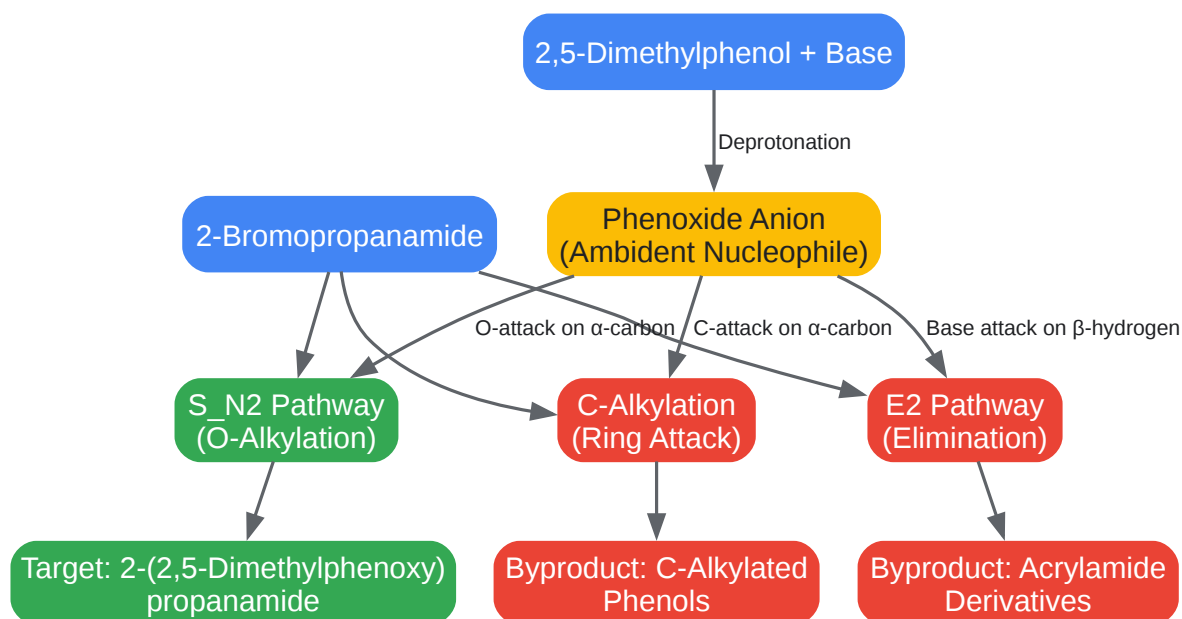 2,5-Dimethylphenol + Base
Deprotonation
2-Bromopropanamide
Phenoxide Anion
(Ambident Nucleophile)
O-attack on α-carbon
C-attack on α-carbon
Base attack on β-hydrogen
S_N2 Pathway
(O-Alkylation)
C-Alkylation
(Ring Attack)
E2 Pathway
(Elimination)
Target: 2-(2,5-Dimethylphenoxy)
propanamide
Byproduct: C-Alkylated
Phenols
Byproduct: Acrylamide
Derivatives